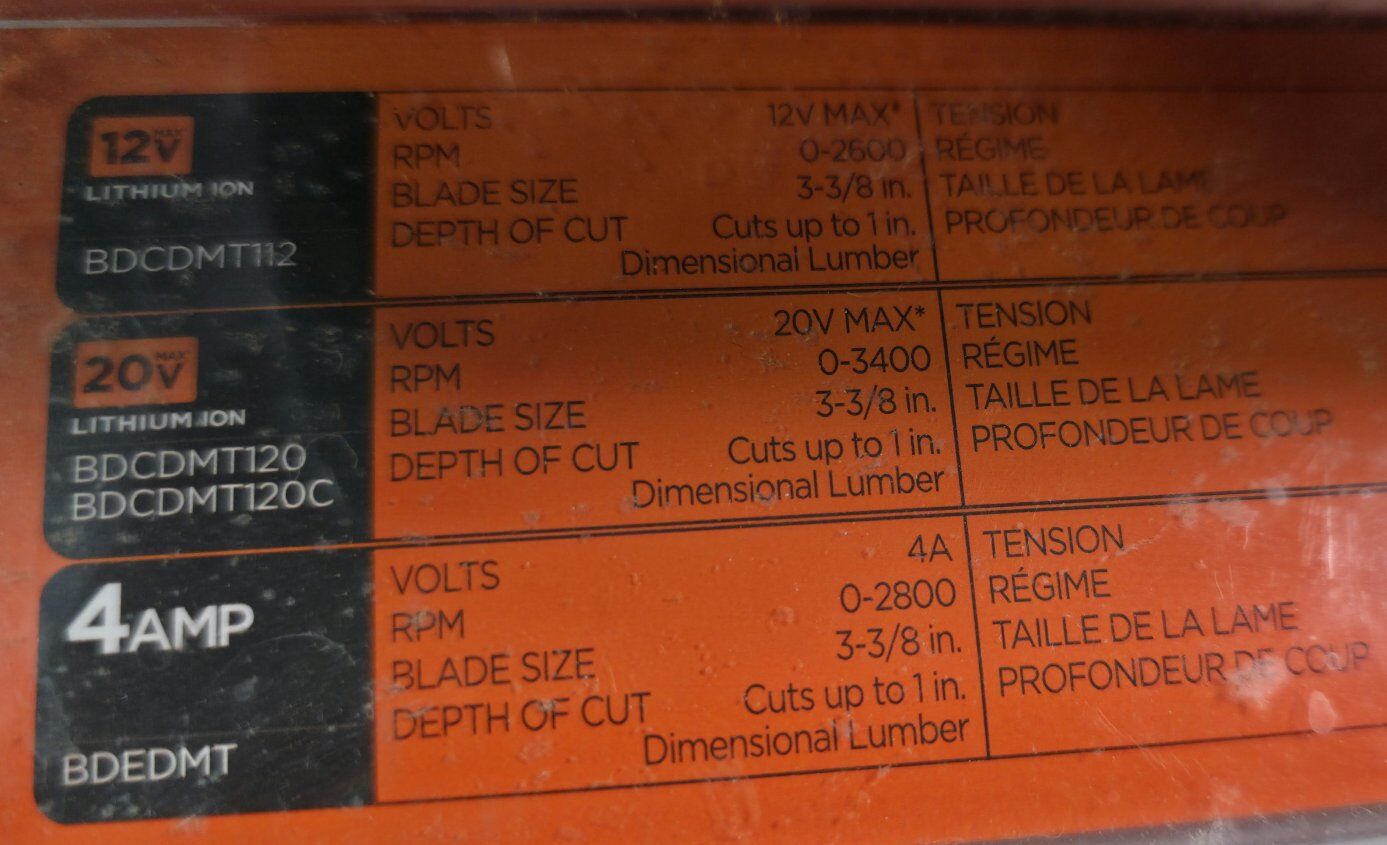 12V MAX*
LITHIUM ION
BDCDMT112
VOLTS 12V MAX* TENSION
RPM 0-2600 RÉGIME
BLADE SIZE 3-3/8 in. TAILLE DE LA LAME
DEPTH OF CUT Cuts up to 1 in. PROFONDEUR DE COUP
Dimensional Lumber
20V MAX*
LITHIUM ION
BDCDMT120
BDCDMT120C
VOLTS 20V MAX* TENSION
RPM 0-3400 RÉGIME
BLADE SIZE 3-3/8 in. TAILLE DE LA LAME
DEPTH OF CUT Cuts up to 1 in. PROFONDEUR DE COUP
Dimensional Lumber
4AMP
BDEDMT
VOLTS 4A TENSION
RPM 0-2800 RÉGIME
BLADE SIZE 3-3/8 in. TAILLE DE LA LAME
DEPTH OF CUT Cuts up to 1 in. PROFONDEUR DE COUP
Dimensional Lumber